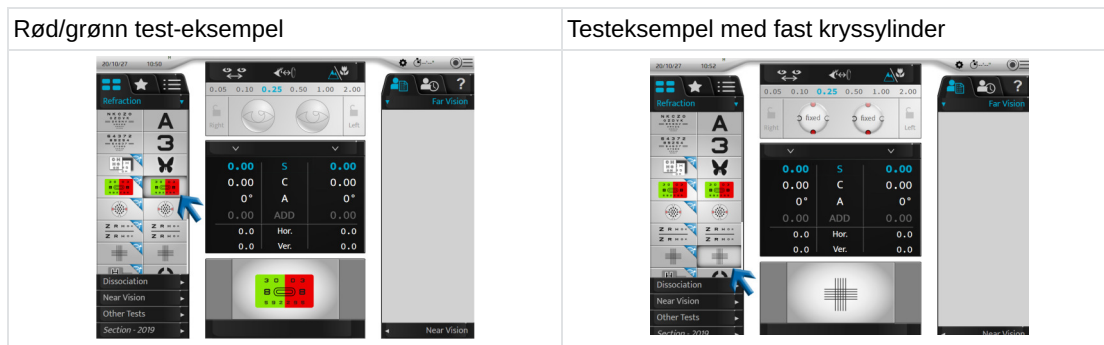 Rød/grønn test-eksempel
20/10/27 10:50
0.05 0.10 0.25 0.50 1.00 2.00
?
Refraction
Far Vision
A
Right
Left
3
0.00 S 0.00
0.00 C 0.00
0° A 0°
0.00 ADD 0.00
0.0 Hor. 0.0
0.0 Ver. 0.0
Dissociation
Near Vision
Other Tests
Section - 2019
Near Vision
Testeksempel med fast kryssylinder
20/10/27 10:52
0.05 0.10 0.25 0.50 1.00 2.00
?
Refraction
Far Vision
A
Right
fixed
fixed
Left
3
0.00 S 0.00
0.00 C 0.00
0° A 0°
0.00 ADD 0.00
0.0 Hor. 0.0
0.0 Ver. 0.0
Dissociation
Near Vision
Other Tests
Section - 2019
Near Vision